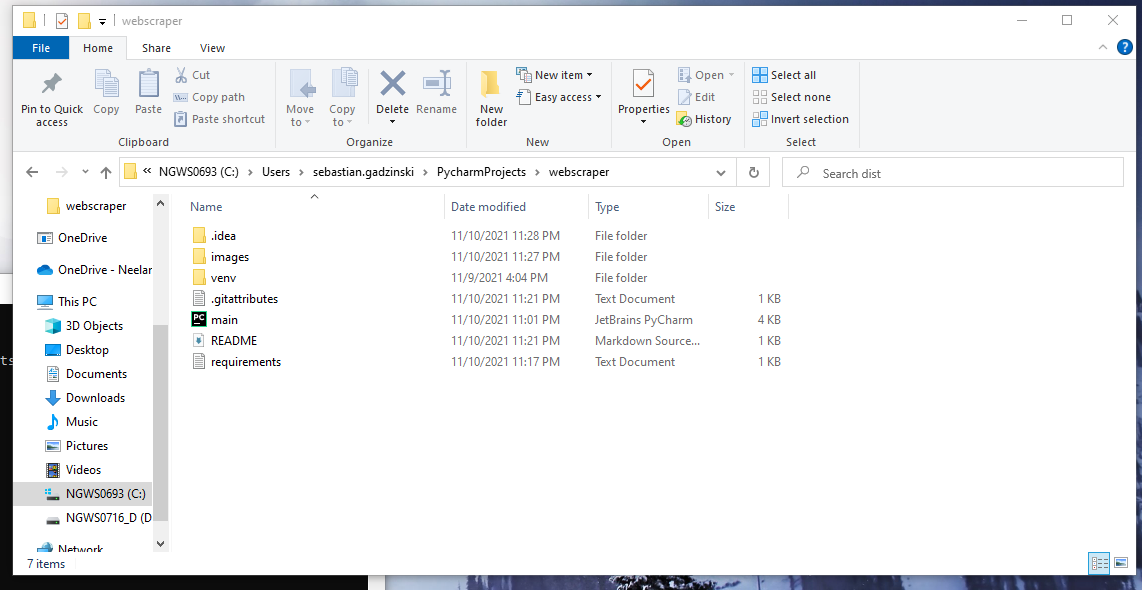 webscraper
File Home Share View
Pin to Quick access
Copy
Paste
Cut
Copy path
Paste shortcut
Clipboard
Move to
Copy to
Delete
Rename
Organize
New folder
New item
Easy access
New
Properties
Open
Edit
History
Open
Select all
Select none
Invert selection
Select
« NGWS0693 (C:) › Users › sebastian.gadzinski › PycharmProjects › webscraper
Search dist
webscraper
OneDrive
OneDrive - Neelar
This PC
3D Objects
Desktop
Documents
Downloads
Music
Pictures
Videos
NGWS0693 (C:)
NGWS0716_D (D
Network
Name Date modified Type Size
.idea 11/10/2021 11:28 PM File folder
images 11/10/2021 11:27 PM File folder
venv 11/9/2021 4:04 PM File folder
.gitattributes 11/10/2021 11:21 PM Text Document 1 KB
PC
main 11/10/2021 11:01 PM JetBrains PyCharm 4 KB
README 11/10/2021 11:21 PM Markdown Source... 1 KB
requirements 11/10/2021 11:17 PM Text Document 1 KB
7 items
ts